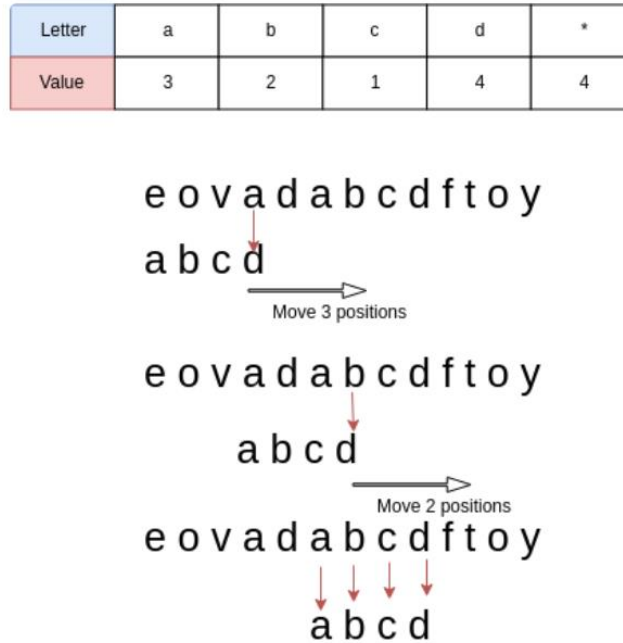 Letter a b c d *
Value 3 2 1 4 4
e o v a d a b c d f t o y
a b c d
Move 3 positions
e o v a d a b c d f t o y
a b c d
Move 2 positions
e o v a d a b c d f t o y
a b c d